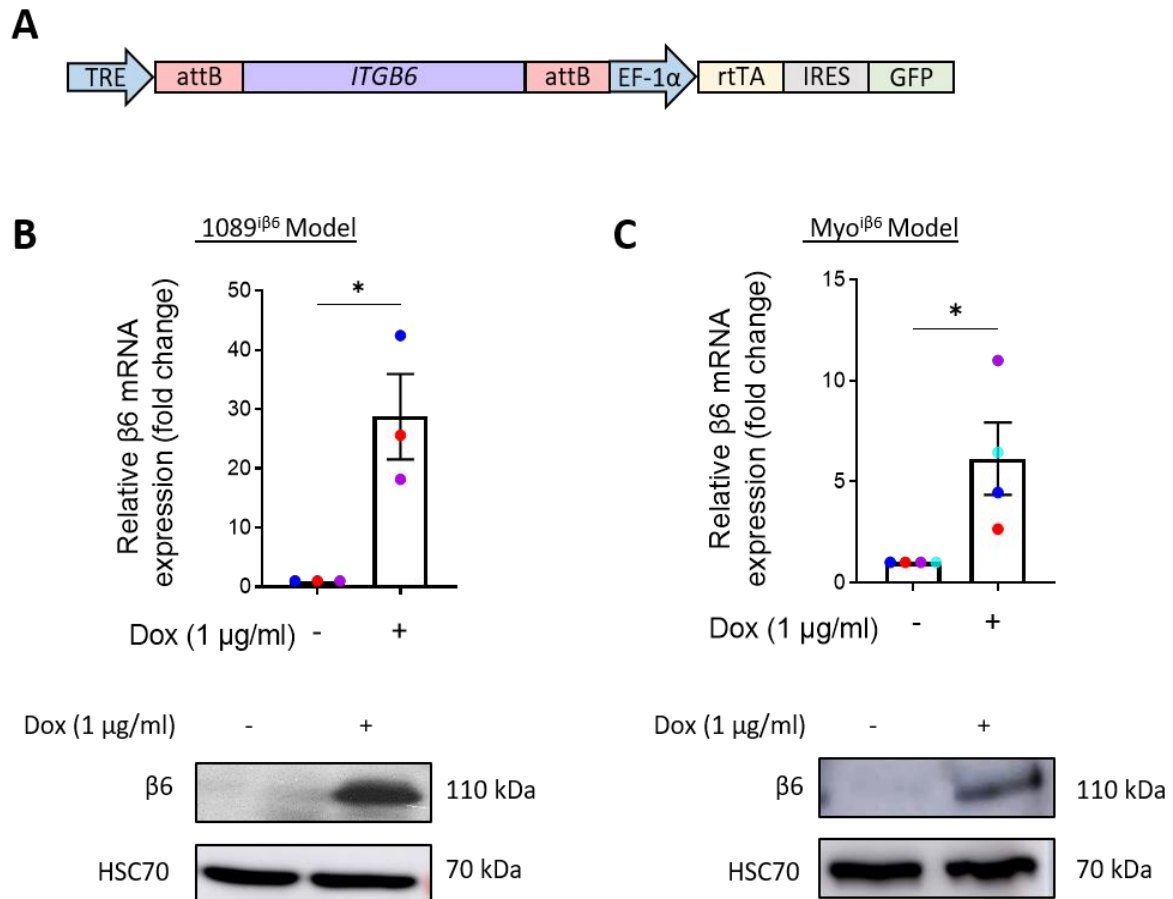 A
TRE attB ITGB6 attB EF-1α rtTA IRES GFP
B
1089iβ6 Model
Relative β6 mRNA
expression (fold change)
50
40
30
20
10
0
*
Dox (1 µg/ml) - +
Dox (1 µg/ml) - +
β6 110 kDa
HSC70 70 kDa
C
Myoiβ6 Model
Relative β6 mRNA
expression (fold change)
15
10
5
0
*
Dox (1 µg/ml) - +
Dox (1 µg/ml) - +
β6 110 kDa
HSC70 70 kDa